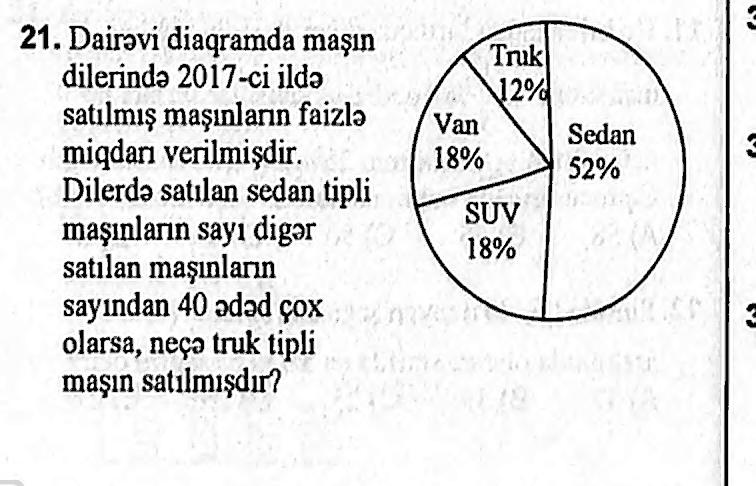 21. Dairəvi diaqramda maşın
dilerində 2017-ci ildə
satılmış maşınların faizlə
miqdarı verilmişdir.
Dilerdə satılan sedan tipli
maşınların sayı digər
satılan maşınların
sayından 40 ədəd çox
olarsa, neçə truk tipli
maşın satılmışdır?
Truk
12%
Van
18%
Sedan
52%
SUV
18%